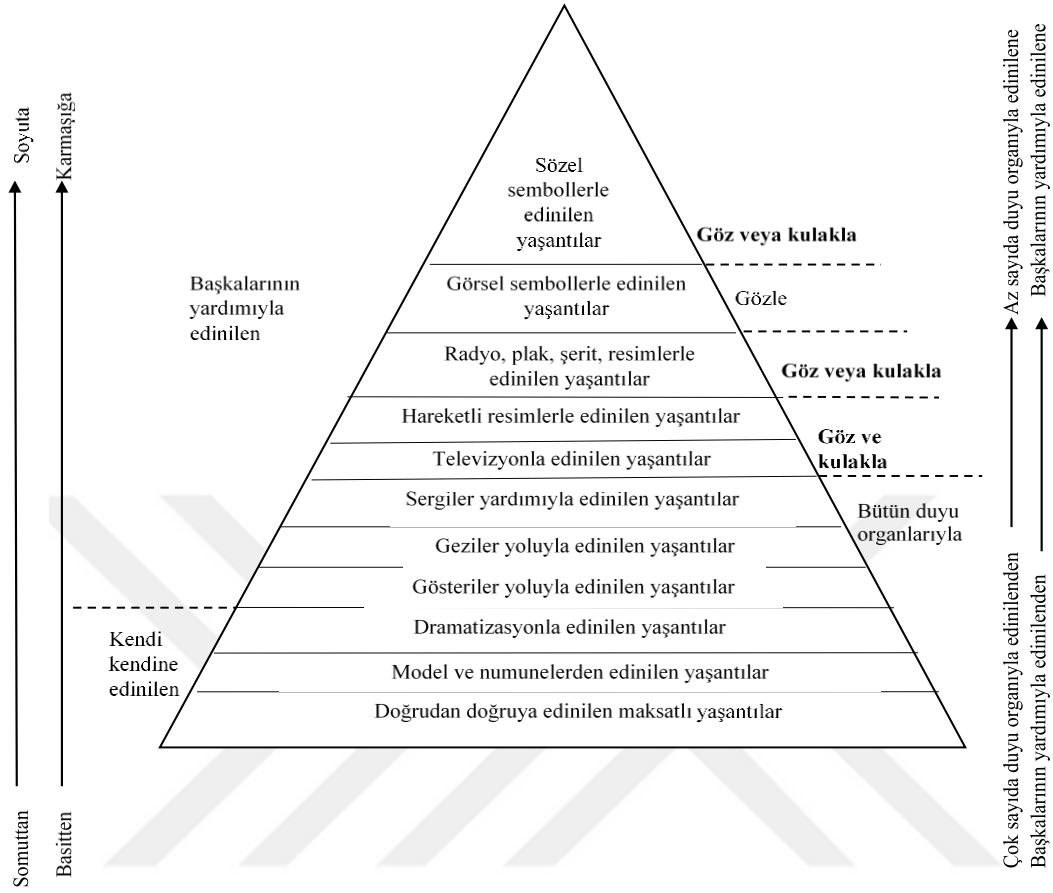 Soyuta
Karmaşığa
Somuttan
Basitten
Başkalarının
yardımıyla
edinilen
Kendi
kendine
edinilen
Sözel
sembollerle
edinilen
yaşantılar
Görsel sembollerle edinilen
yaşantılar
Radyo, plak, şerit, resimlerle
edinilen yaşantılar
Hareketli resimlerle edinilen yaşantılar
Televizyonla edinilen yaşantılar
Sergiler yardımıyla edinilen yaşantılar
Geziler yoluyla edinilen yaşantılar
Gösteriler yoluyla edinilen yaşantılar
Dramatizasyonla edinilen yaşantılar
Model ve numunelerden edinilen yaşantılar
Doğrudan doğruya edinilen maksatlı yaşantılar
Göz veya kulakla
Gözle
Göz veya kulakla
Göz ve
kulakla
Bütün duyu
organlarıyla
Az sayıda duyu organıyla edinilene
Başkalarının yardımıyla edinilene
Çok sayıda duyu organıyla edinilenden
Başkalarının yardımıyla edinilenden